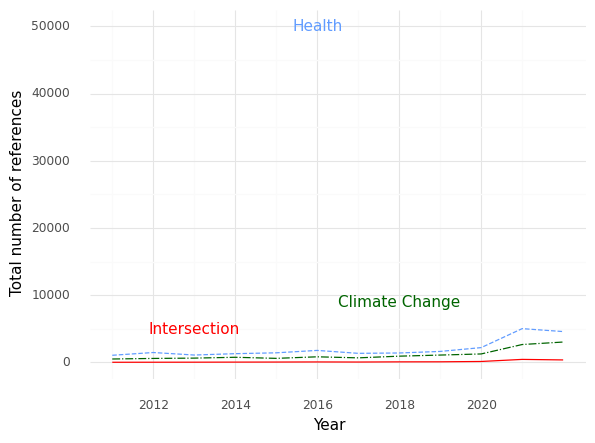 Health
50000
40000
30000
20000
10000
0
Total number of references
Climate Change
Intersection
2012 2014 2016 2018 2020
Year